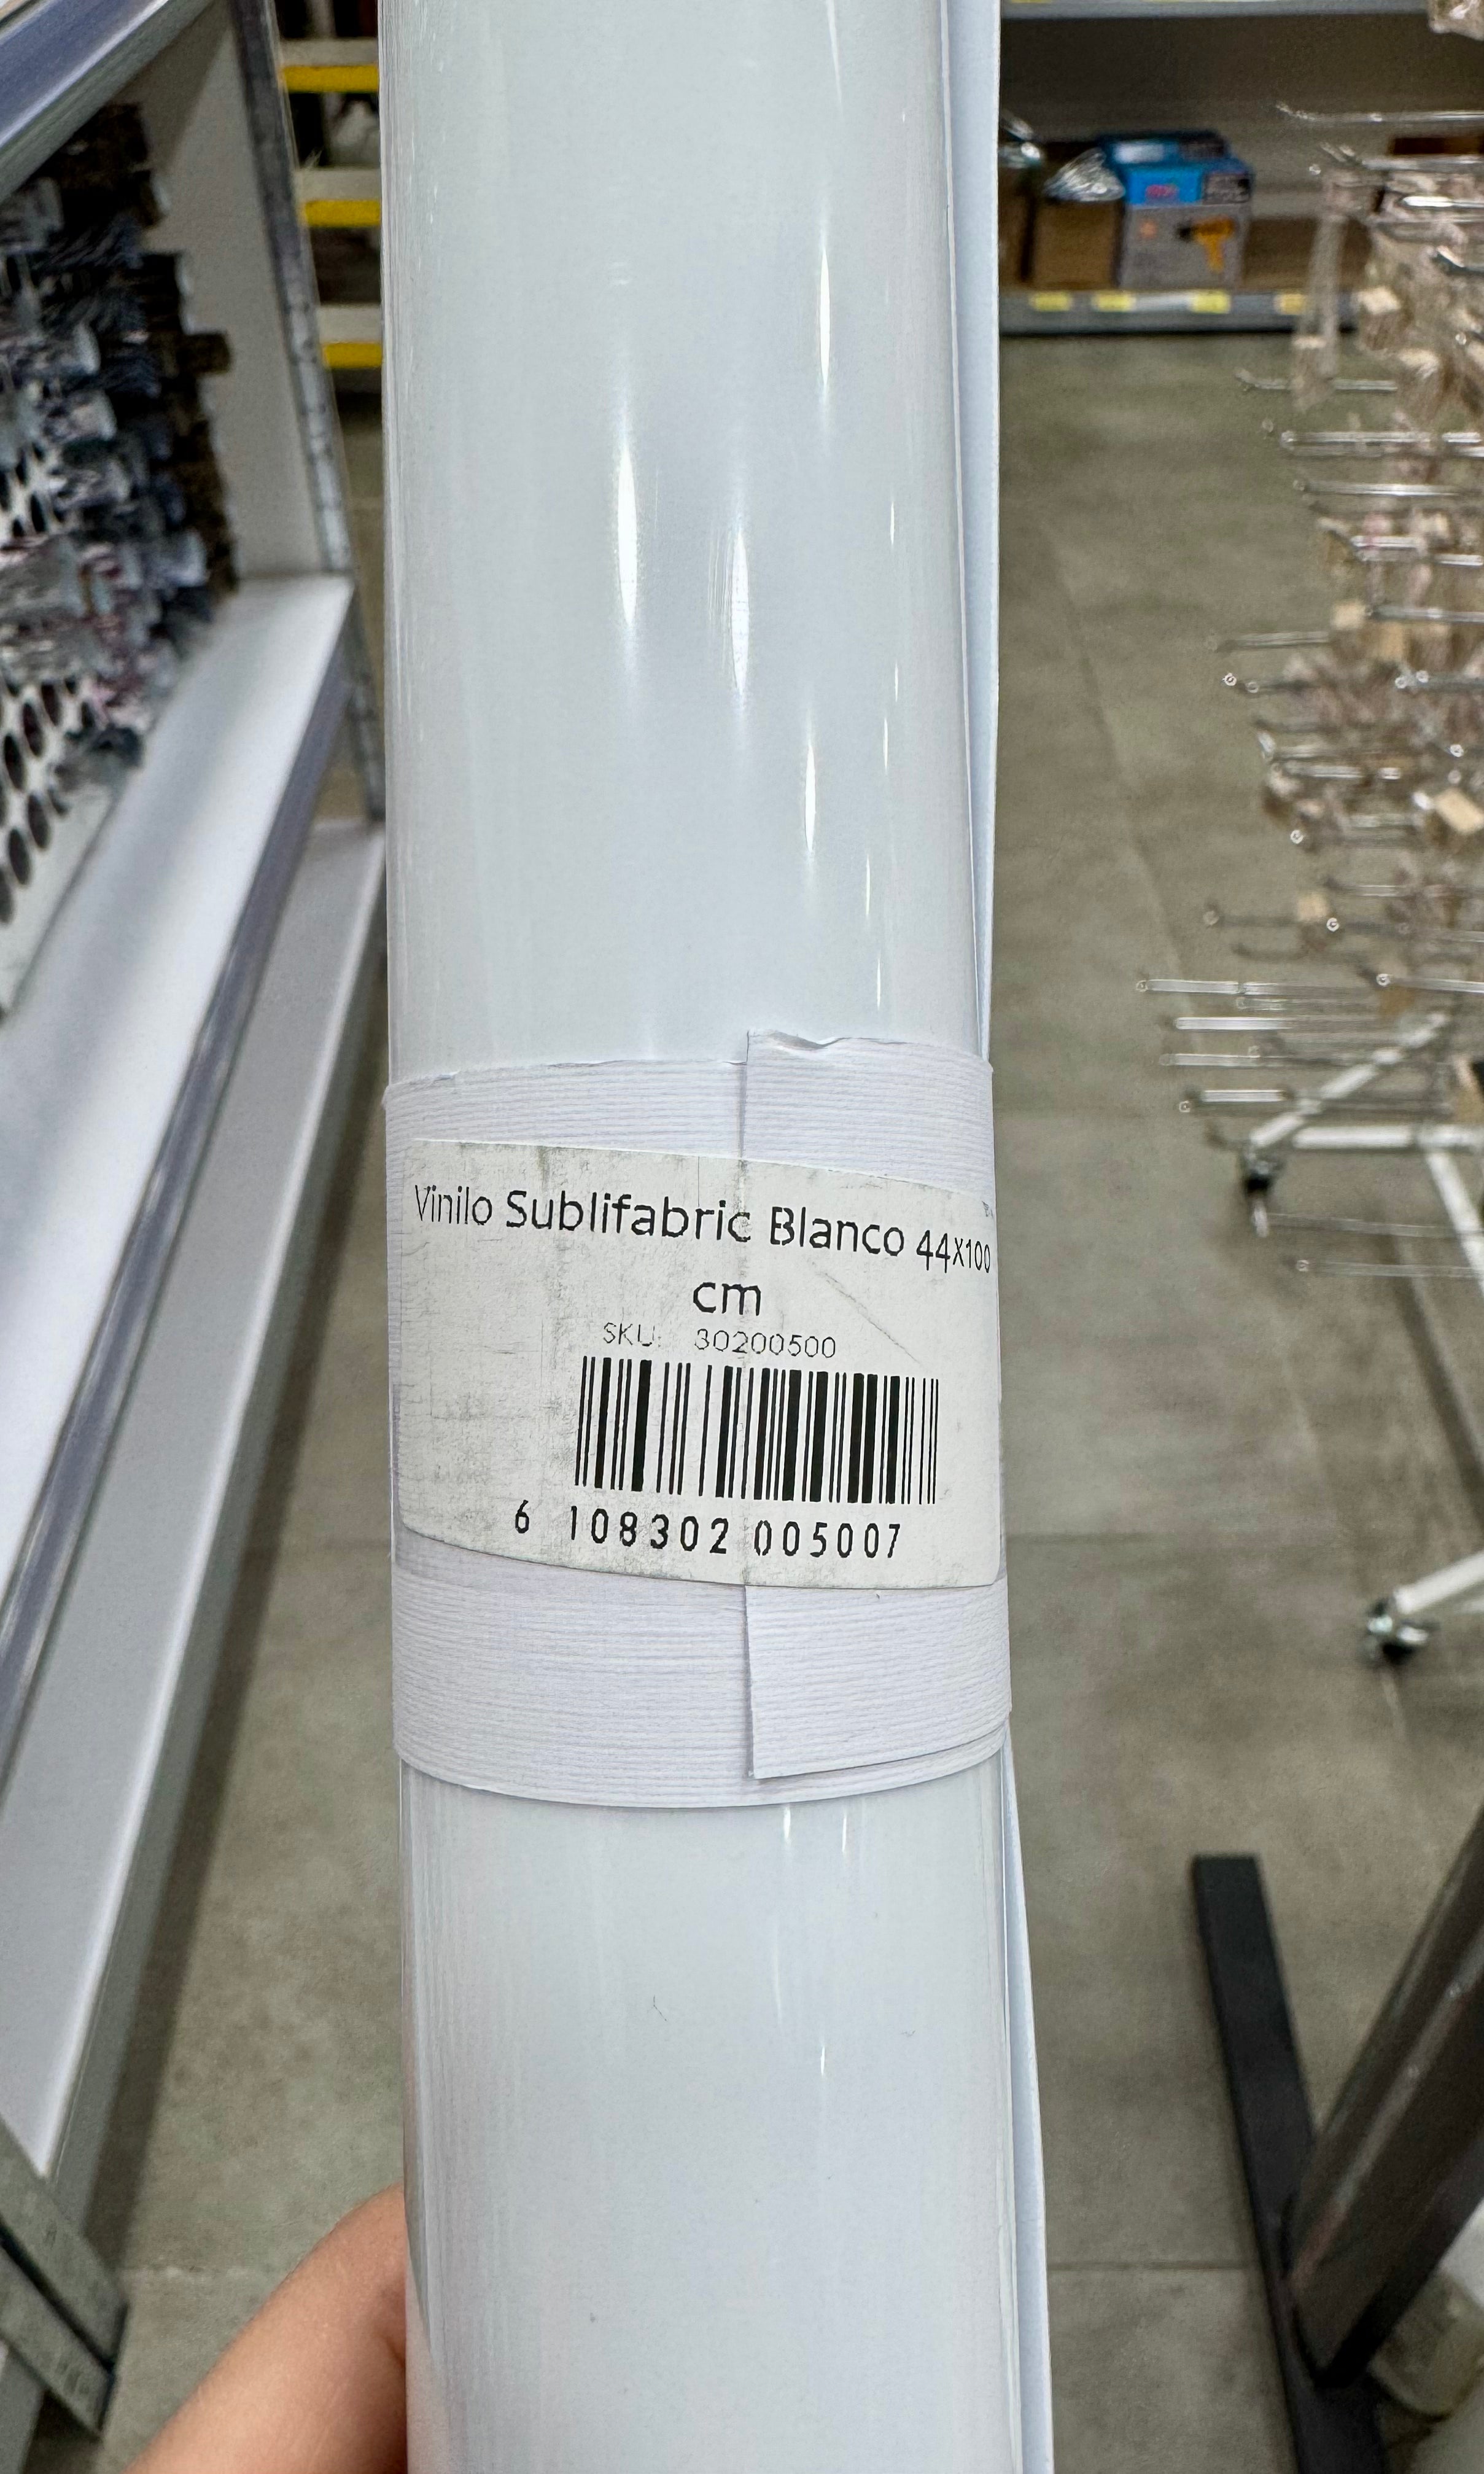 Vinilo Sublifabric Blanco 44x100
cm
SKU: 30200500
6 108302 005007